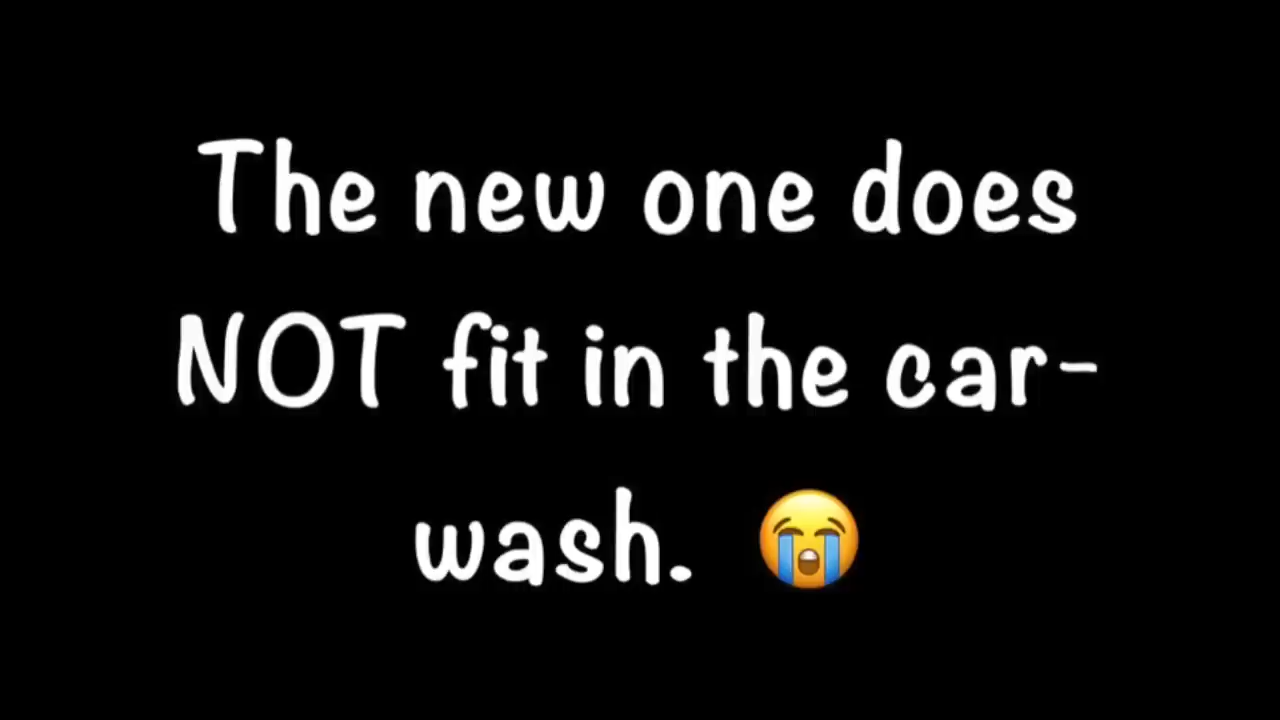 The new one does
NOT fit in the car-
wash. 😭